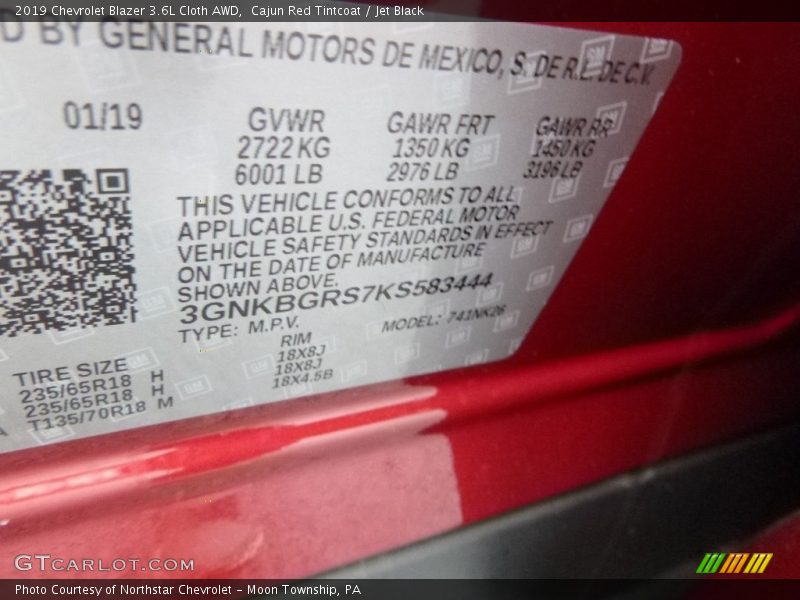 2019 Chevrolet Blazer 3.6L Cloth AWD, Cajun Red Tintcoat / Jet Black
D BY GENERAL MOTORS DE MEXICO, S. DE R.L. DE C.V.
01/19 GVWR GAWR FRT GAWR RR
2722 KG 1350 KG 1450 KG
6001 LB 2976 LB 3196 LB
THIS VEHICLE CONFORMS TO ALL
APPLICABLE U.S. FEDERAL MOTOR
VEHICLE SAFETY STANDARDS IN EFFECT
ON THE DATE OF MANUFACTURE
SHOWN ABOVE.
3GNKBGRS7KS583444
TYPE: M.P.V. MODEL: 741NK26
TIRE SIZE RIM
235/65R18 H 18X8J
235/65R18 H 18X8J
T135/70R18 M 18X4.5B
GTCARLOT.COM
Photo Courtesy of Northstar Chevrolet - Moon Township, PA